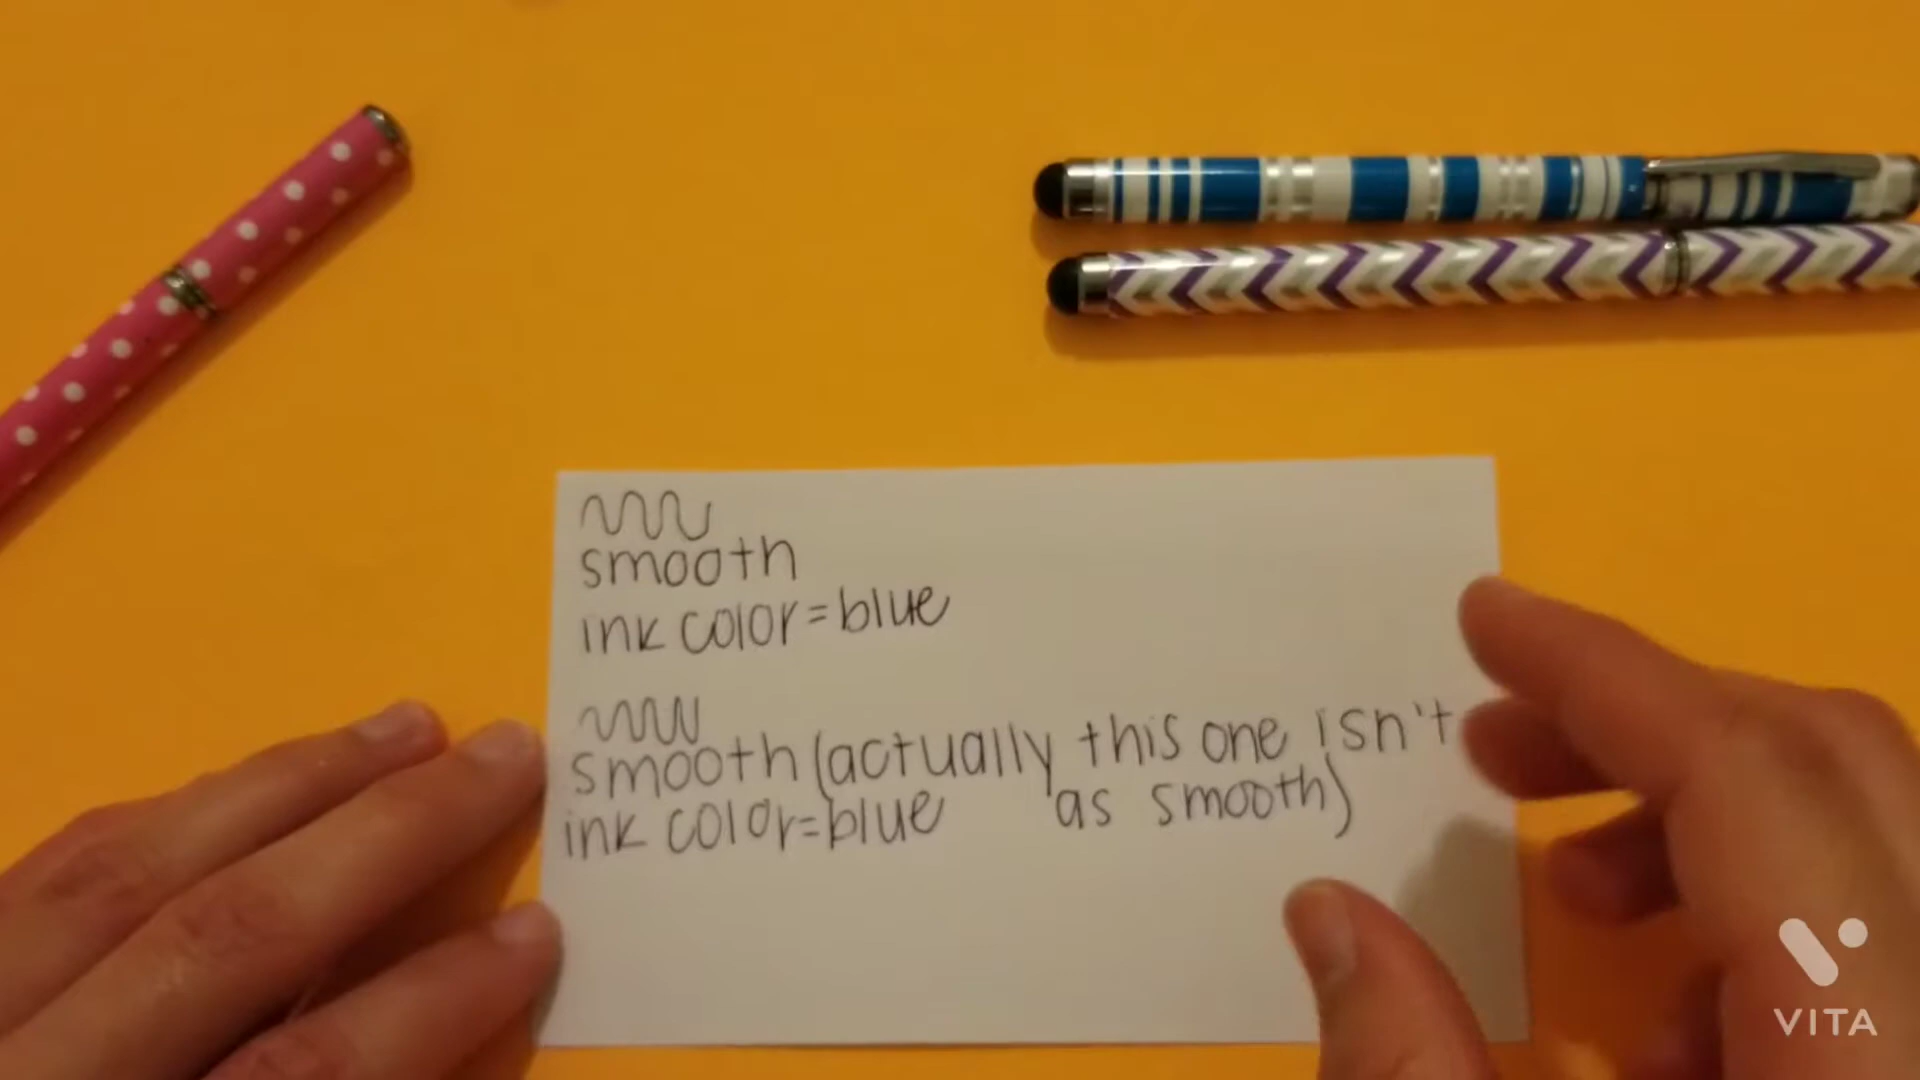 smooth
ink color=blue
smooth (actually this one isn't
as smooth)
ink color=blue
VITA